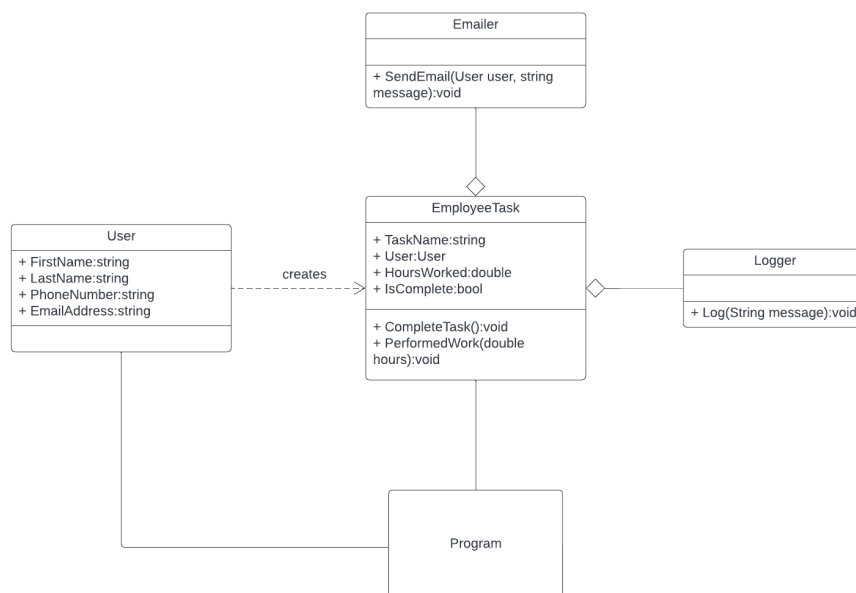 Emailer
+ SendEmail(User user, string
message):void
EmployeeTask
+ TaskName:string
+ User:User
+ HoursWorked:double
+ IsComplete:bool
+ CompleteTask():void
+ PerformedWork(double
hours):void
User
+ FirstName:string
+ LastName:string
+ PhoneNumber:string
+ EmailAddress:string
creates
Logger
+ Log(String message):void
Program